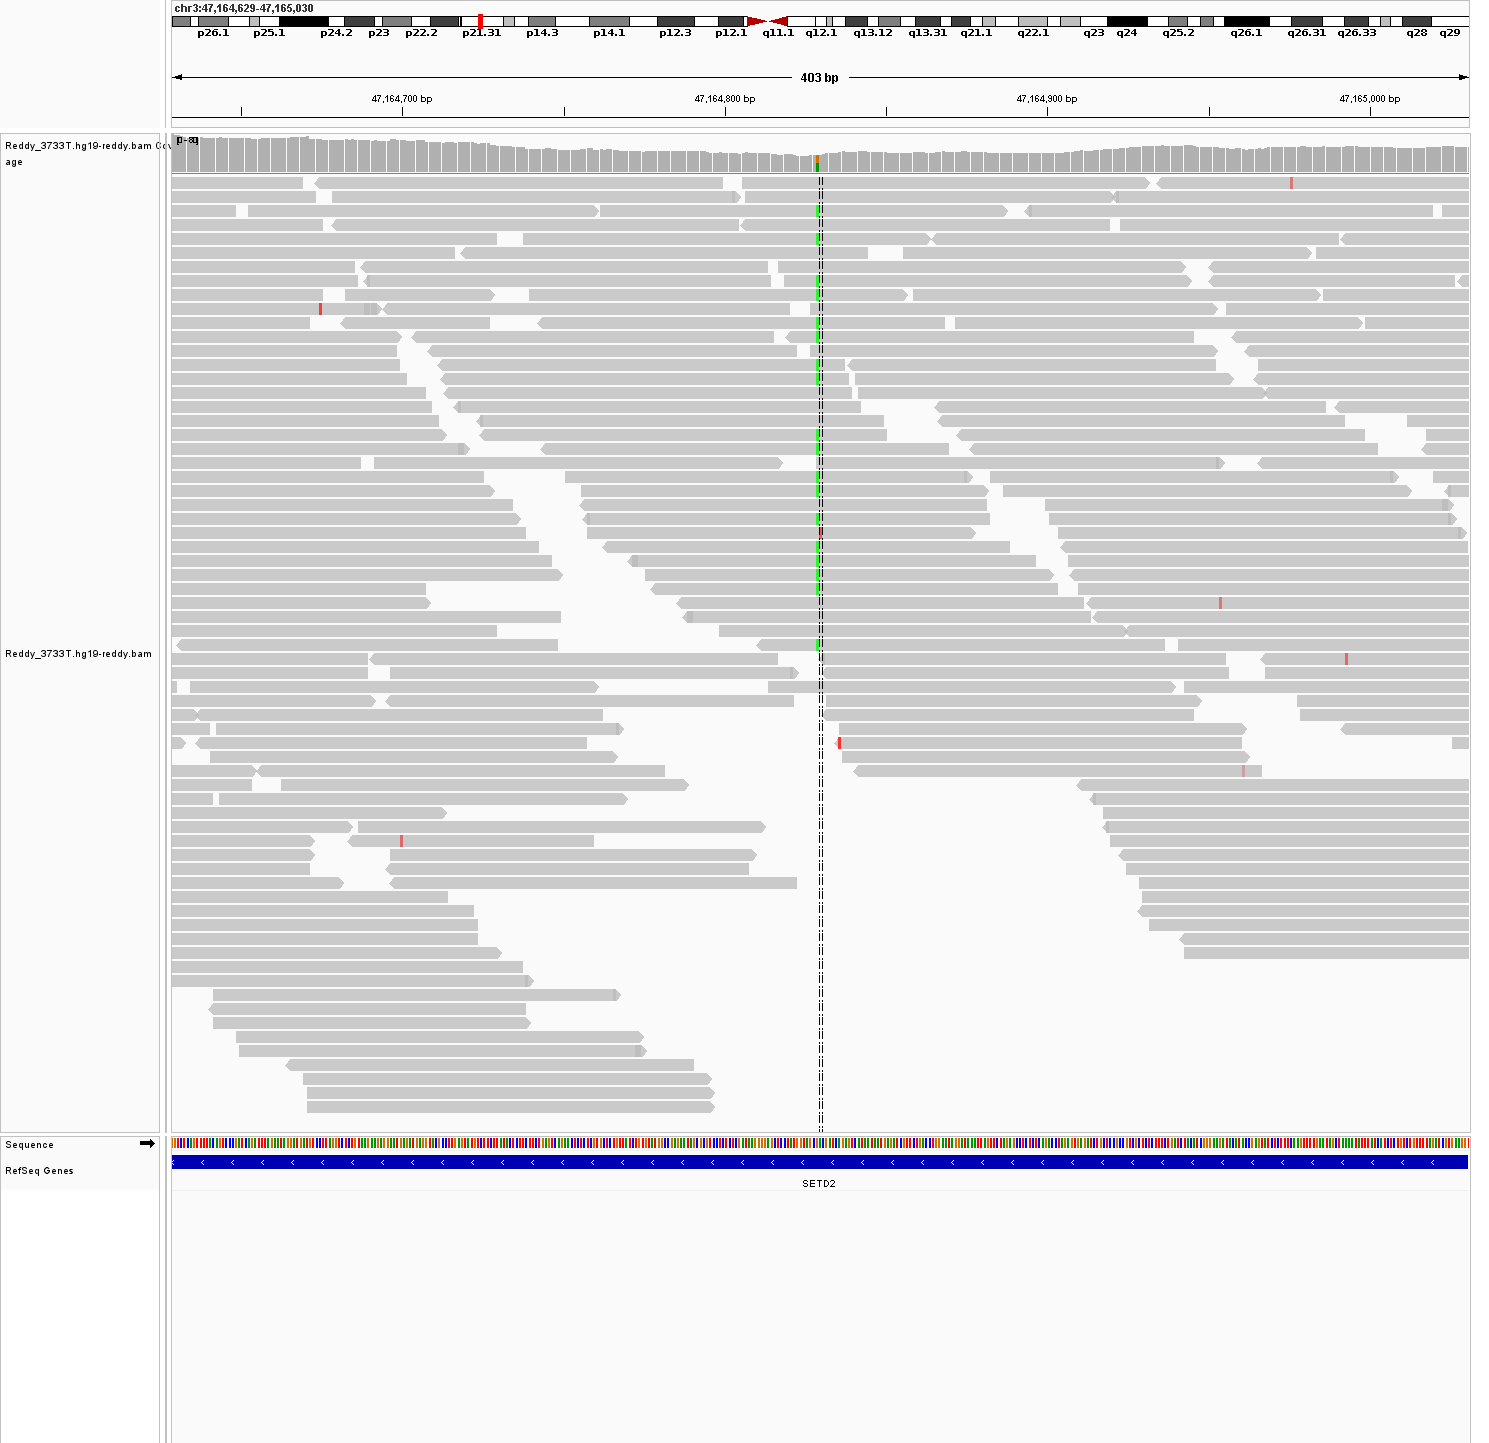 chr3:47,164,629-47,165,030
p26.1 p25.1 p24.2 p23 p22.2 p21.31 p14.3 p14.1 p12.3 p12.1 q11.1 q12.1 q13.12 q13.31 q21.1 q22.1 q23 q24 q25.2 q26.1 q26.31 q26.33 q28 q29
403 bp
47,164,700 bp 47,164,800 bp 47,164,900 bp 47,165,000 bp
Reddy_3733T.hg19-reddy.bam Cov
age
Reddy_3733T.hg19-reddy.bam
Sequence
RefSeq Genes
SETD2